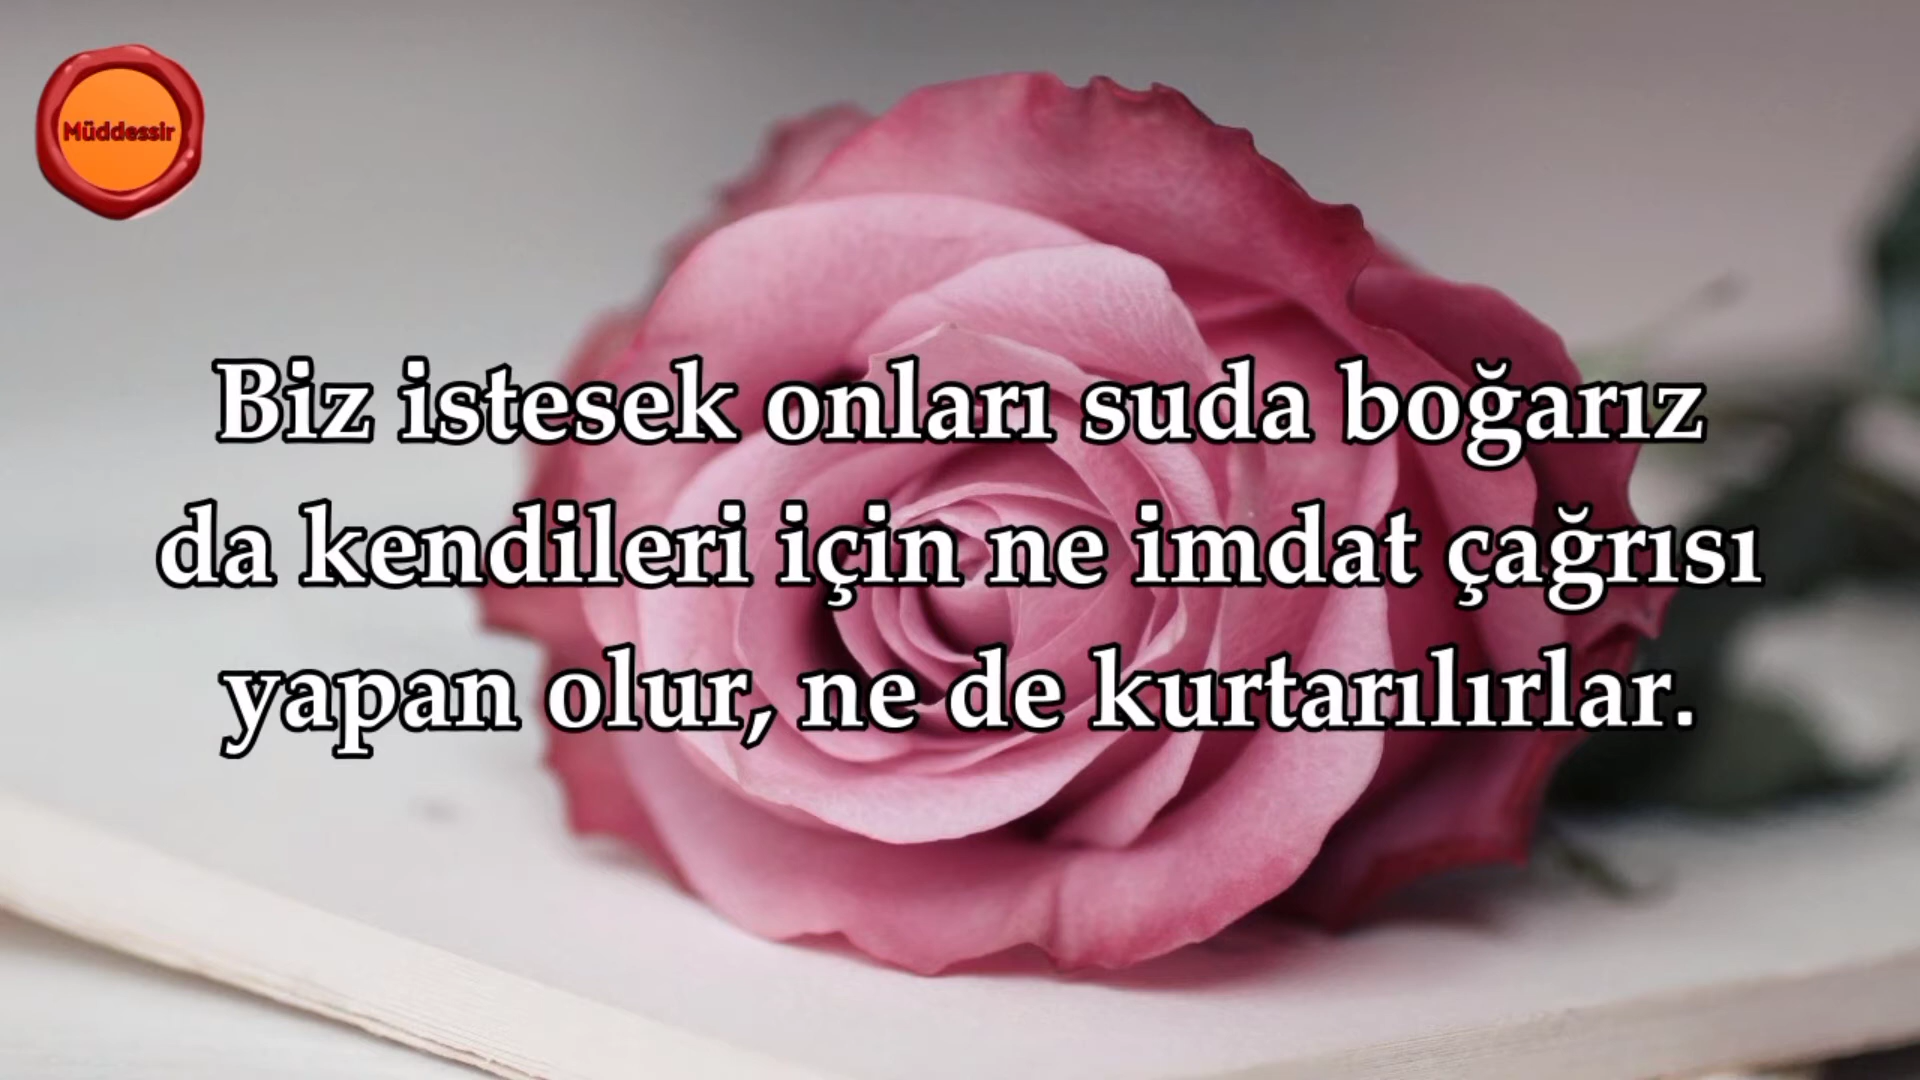 Müddessir
Biz istesek onları suda boğarız
da kendileri için ne imdat çağrısı
yapan olur, ne de kurtarılırlar.